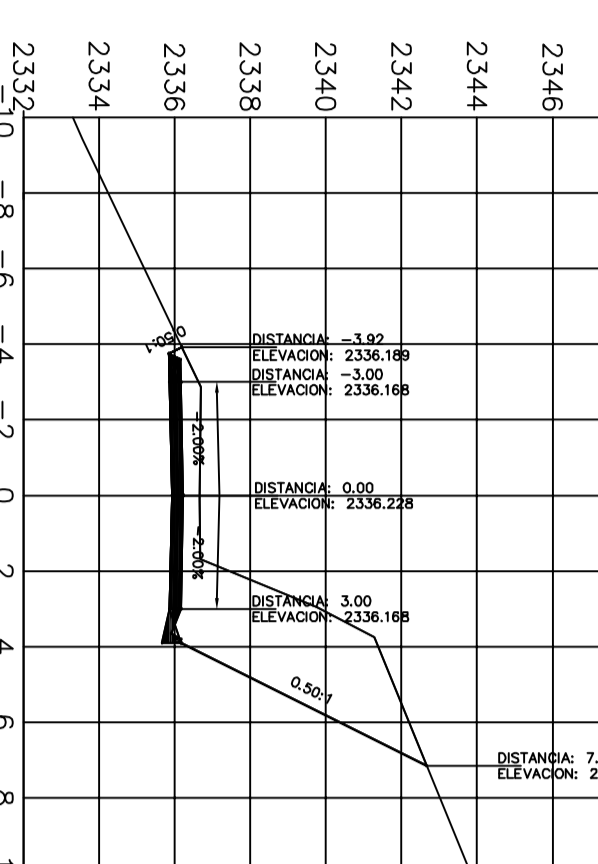 2332
2334
2336
2338
2340
2342
2344
2346
-10
-8
-6
-4
-2
0
2
4
6
8
0.50:1
DISTANCIA: -3.92
ELEVACION: 2336.189
DISTANCIA: -3.00
ELEVACION: 2336.168
-2.00%
DISTANCIA: 0.00
ELEVACION: 2336.228
-2.00%
DISTANCIA: 3.00
ELEVACION: 2336.168
0.50:1
DISTANCIA: 7.
ELEVACION: 2